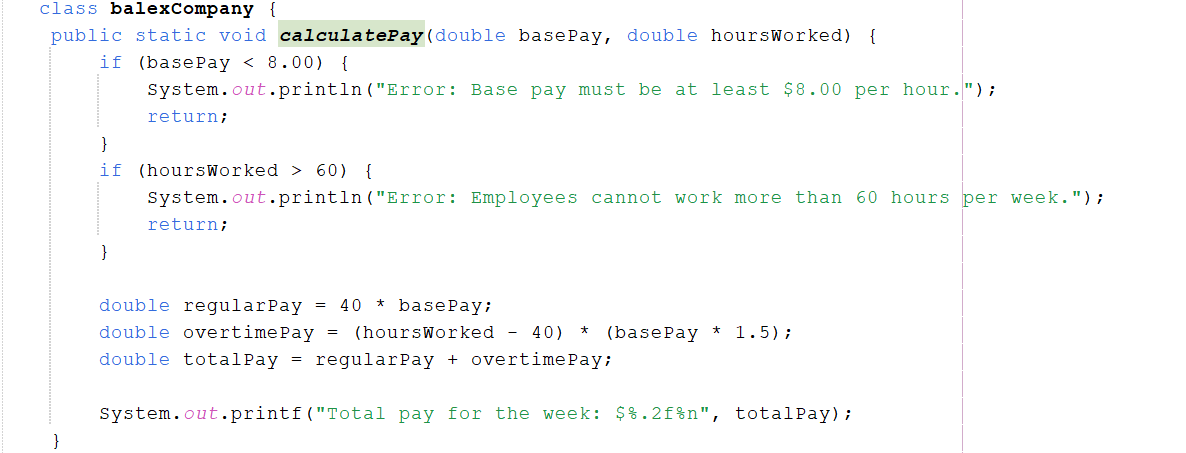 class balexCompany {
public static void calculatePay(double basePay, double hoursWorked) {
if (basePay < 8.00) {
System.out.println("Error: Base pay must be at least $8.00 per hour.");
return;
}
if (hoursWorked > 60) {
System.out.println("Error: Employees cannot work more than 60 hours per week.");
return;
}
double regularPay = 40 * basePay;
double overtimePay = (hoursWorked - 40) * (basePay * 1.5);
double totalPay = regularPay + overtimePay;
System.out.printf("Total pay for the week: $%.2f%n", totalPay);
}